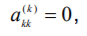 a_{kk}^{(k)} = 0,